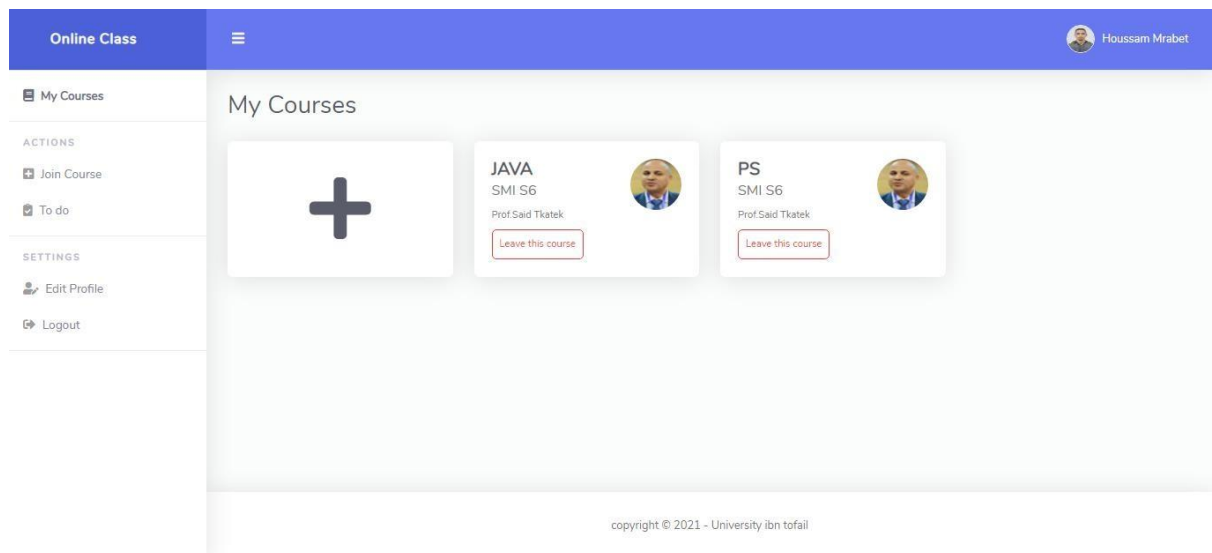 Online Class
Houssam Mrabet
My Courses
ACTIONS
Join Course
To do
SETTINGS
Edit Profile
Logout
My Courses
JAVA
SMI S6
Prof.Said Tkatek
Leave this course
PS
SMI S6
Prof.Said Tkatek
Leave this course
copyright © 2021 - University ibn tofail